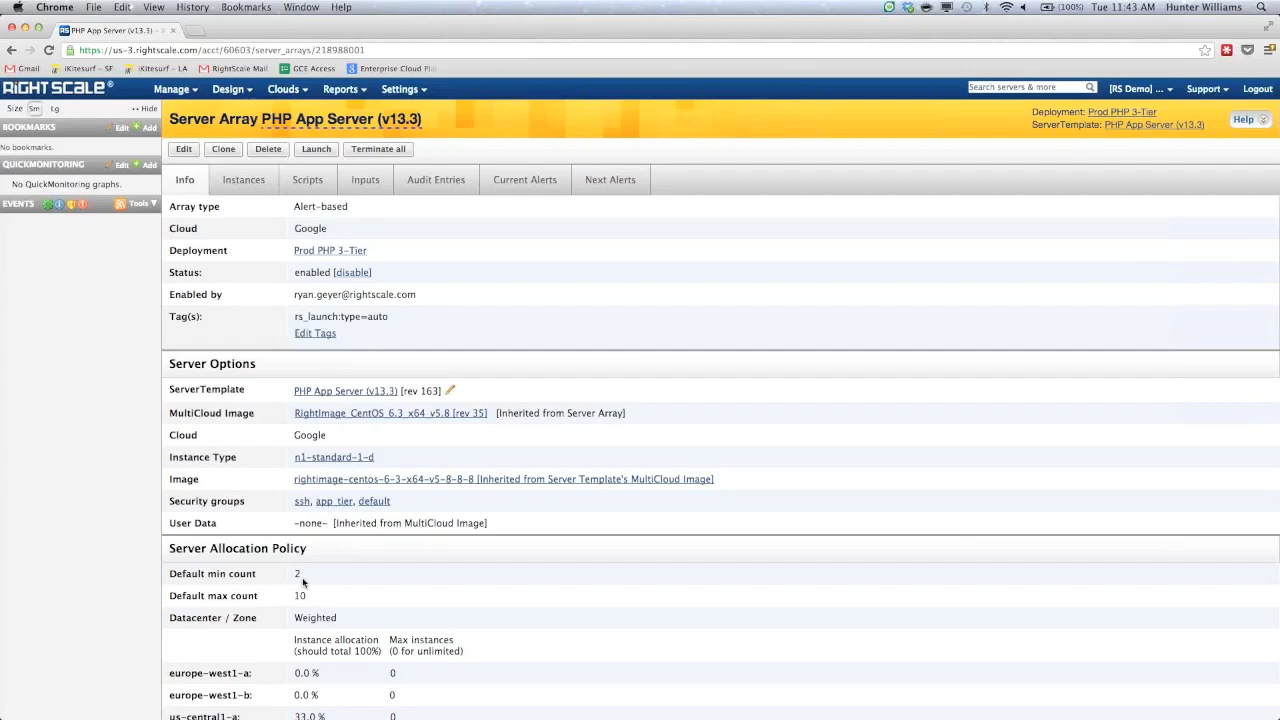 Chrome File Edit View History Bookmarks Window Help (100%) Tue 11:43 AM Hunter Williams
PHP App Server (v13.3) –
https://us-3.rightscale.com/acct/60603/server_arrays/218988001
Gmail iKitesurf – SF iKitesurf – LA RightScale Mail GCE Access Enterprise Cloud Pla
RIGHTSCALE Manage Design Clouds Reports Settings Search servers & more [RS Demo] ... Support Logout
Size Sm Lg Hide
BOOKMARKS Edit Add
No bookmarks.
QUICKMONITORING Edit Add
No QuickMonitoring graphs.
EVENTS Tools
Server Array PHP App Server (v13.3)
Deployment: Prod PHP 3-Tier
ServerTemplate: PHP App Server (v13.3)
Help
Edit Clone Delete Launch Terminate all
Info Instances Scripts Inputs Audit Entries Current Alerts Next Alerts
Array type Alert-based
Cloud Google
Deployment Prod PHP 3-Tier
Status: enabled [disable]
Enabled by ryan.geyer@rightscale.com
Tag(s): rs_launch:type=auto
Edit Tags
Server Options
ServerTemplate PHP App Server (v13.3) [rev 163]
MultiCloud Image RightImage_CentOS_6.3_x64_v5.8 [rev 35] [Inherited from Server Array]
Cloud Google
Instance Type n1-standard-1-d
Image rightimage-centos-6-3-x64-v5-8-8-8 [Inherited from Server Template's MultiCloud Image]
Security groups ssh, app_tier, default
User Data -none- [Inherited from MultiCloud Image]
Server Allocation Policy
Default min count 2
Default max count 10
Datacenter / Zone Weighted
Instance allocation Max instances
(should total 100%) (0 for unlimited)
europe-west1-a: 0.0 % 0
europe-west1-b: 0.0 % 0
us-central1-a: 33.0 % 0